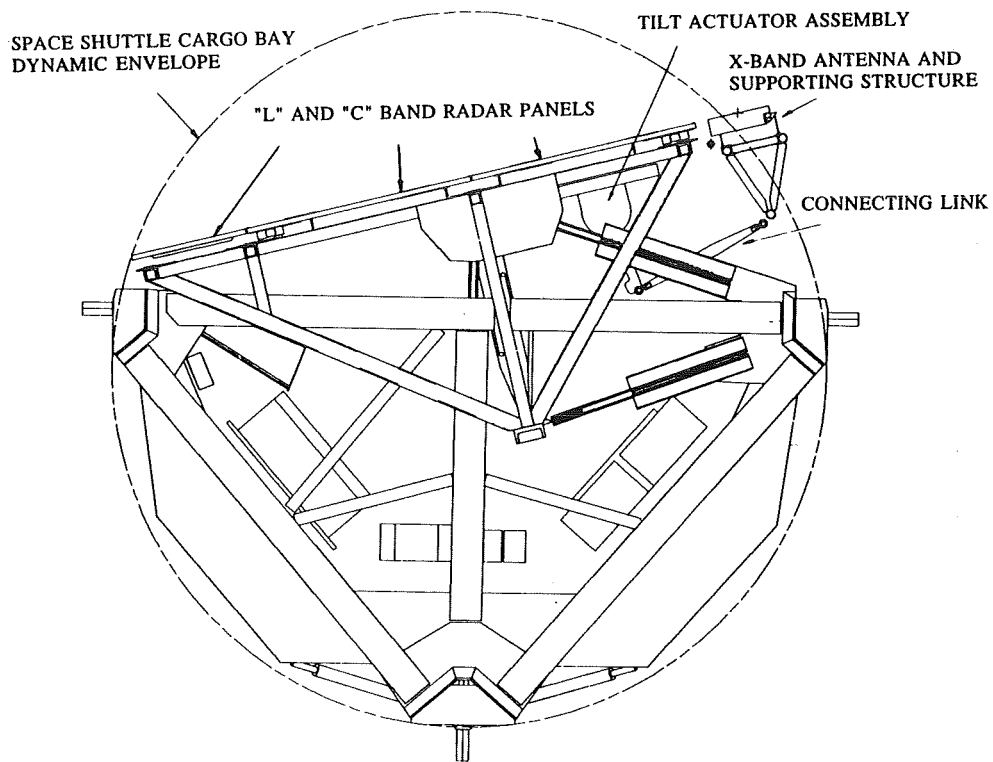 TILT ACTUATOR ASSEMBLY
SPACE SHUTTLE CARGO BAY
DYNAMIC ENVELOPE
X-BAND ANTENNA AND
SUPPORTING STRUCTURE
"L" AND "C" BAND RADAR PANELS
CONNECTING LINK